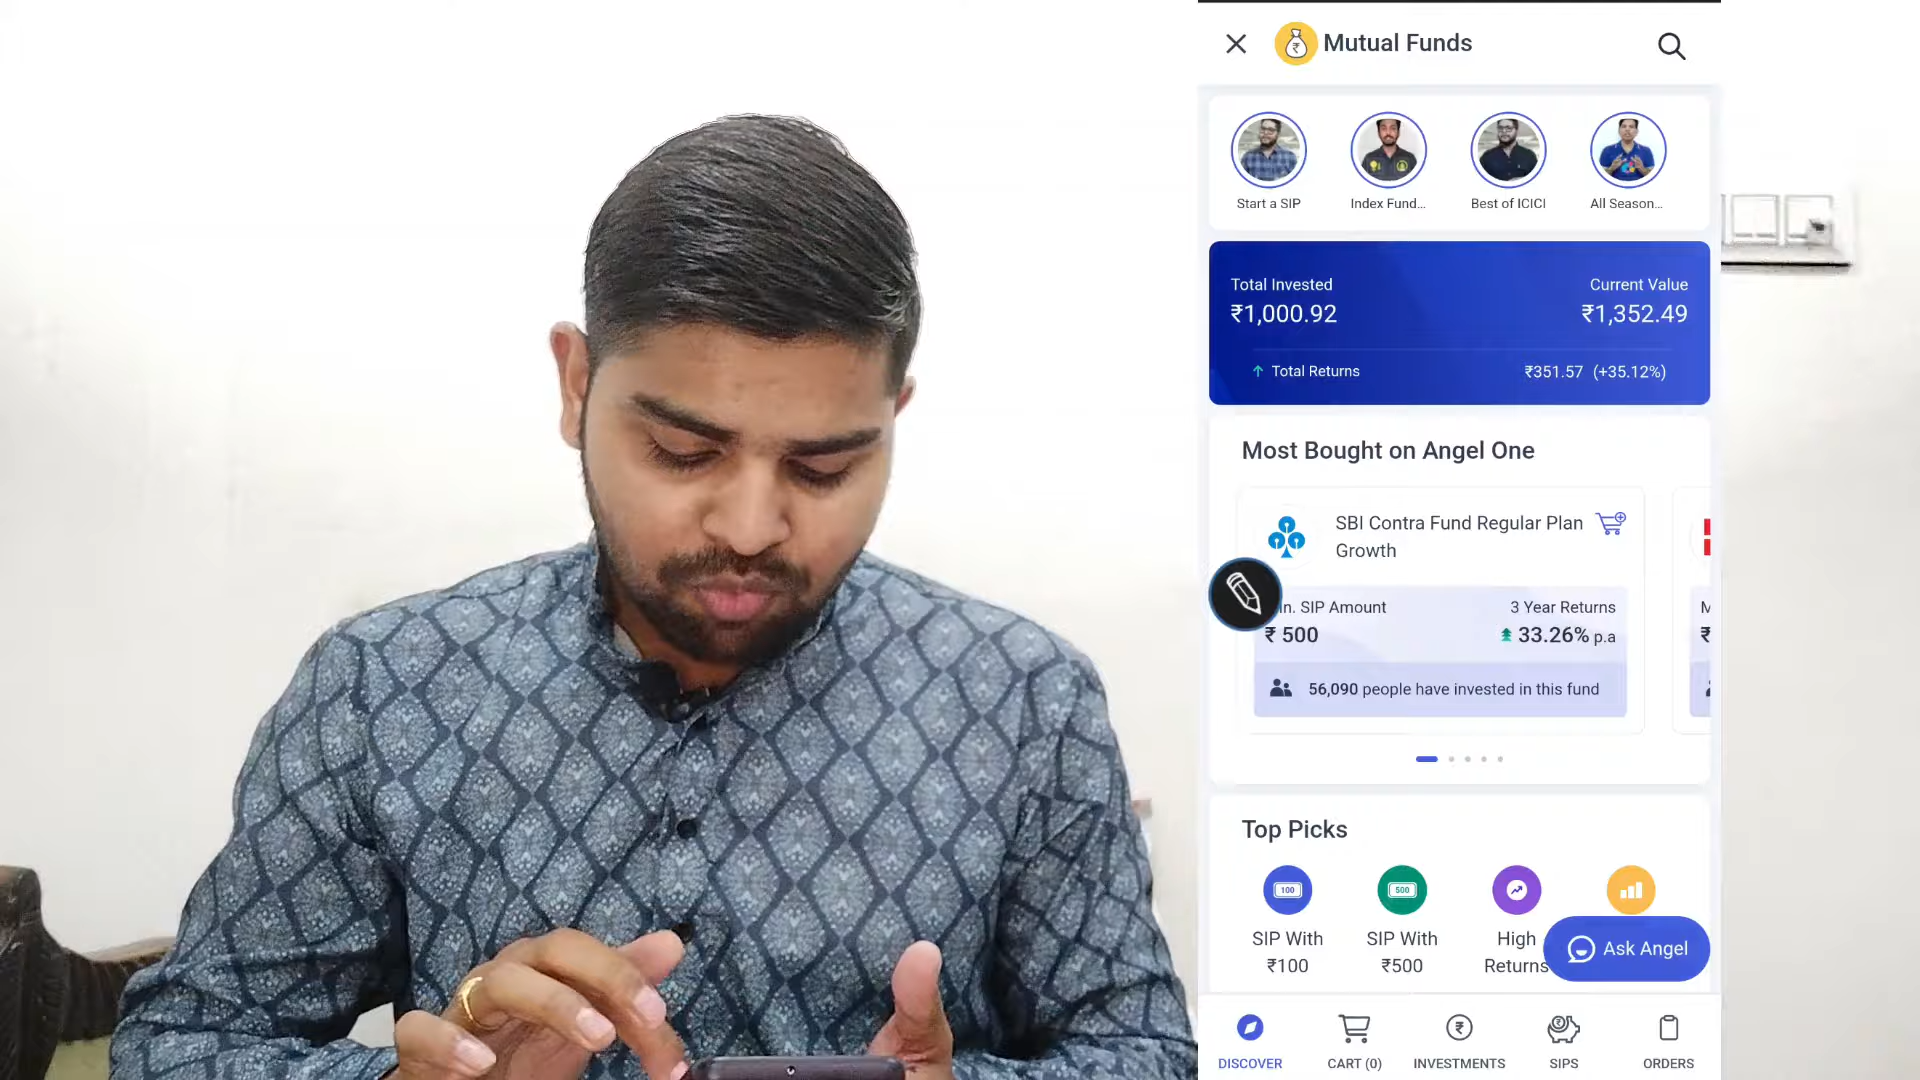 Mutual Funds
Start a SIP
Index Fund...
Best of ICICI
All Season...
Total Invested
Current Value
₹1,000.92
₹1,352.49
Total Returns
₹351.57 (+35.12%)
Most Bought on Angel One
SBI Contra Fund Regular Plan
Growth
n. SIP Amount
3 Year Returns
₹ 500
33.26% p.a
56,090 people have invested in this fund
M
₹
Top Picks
100
500
SIP With
₹100
SIP With
₹500
High
Returns
Ask Angel
DISCOVER
CART (0)
INVESTMENTS
SIPS
ORDERS